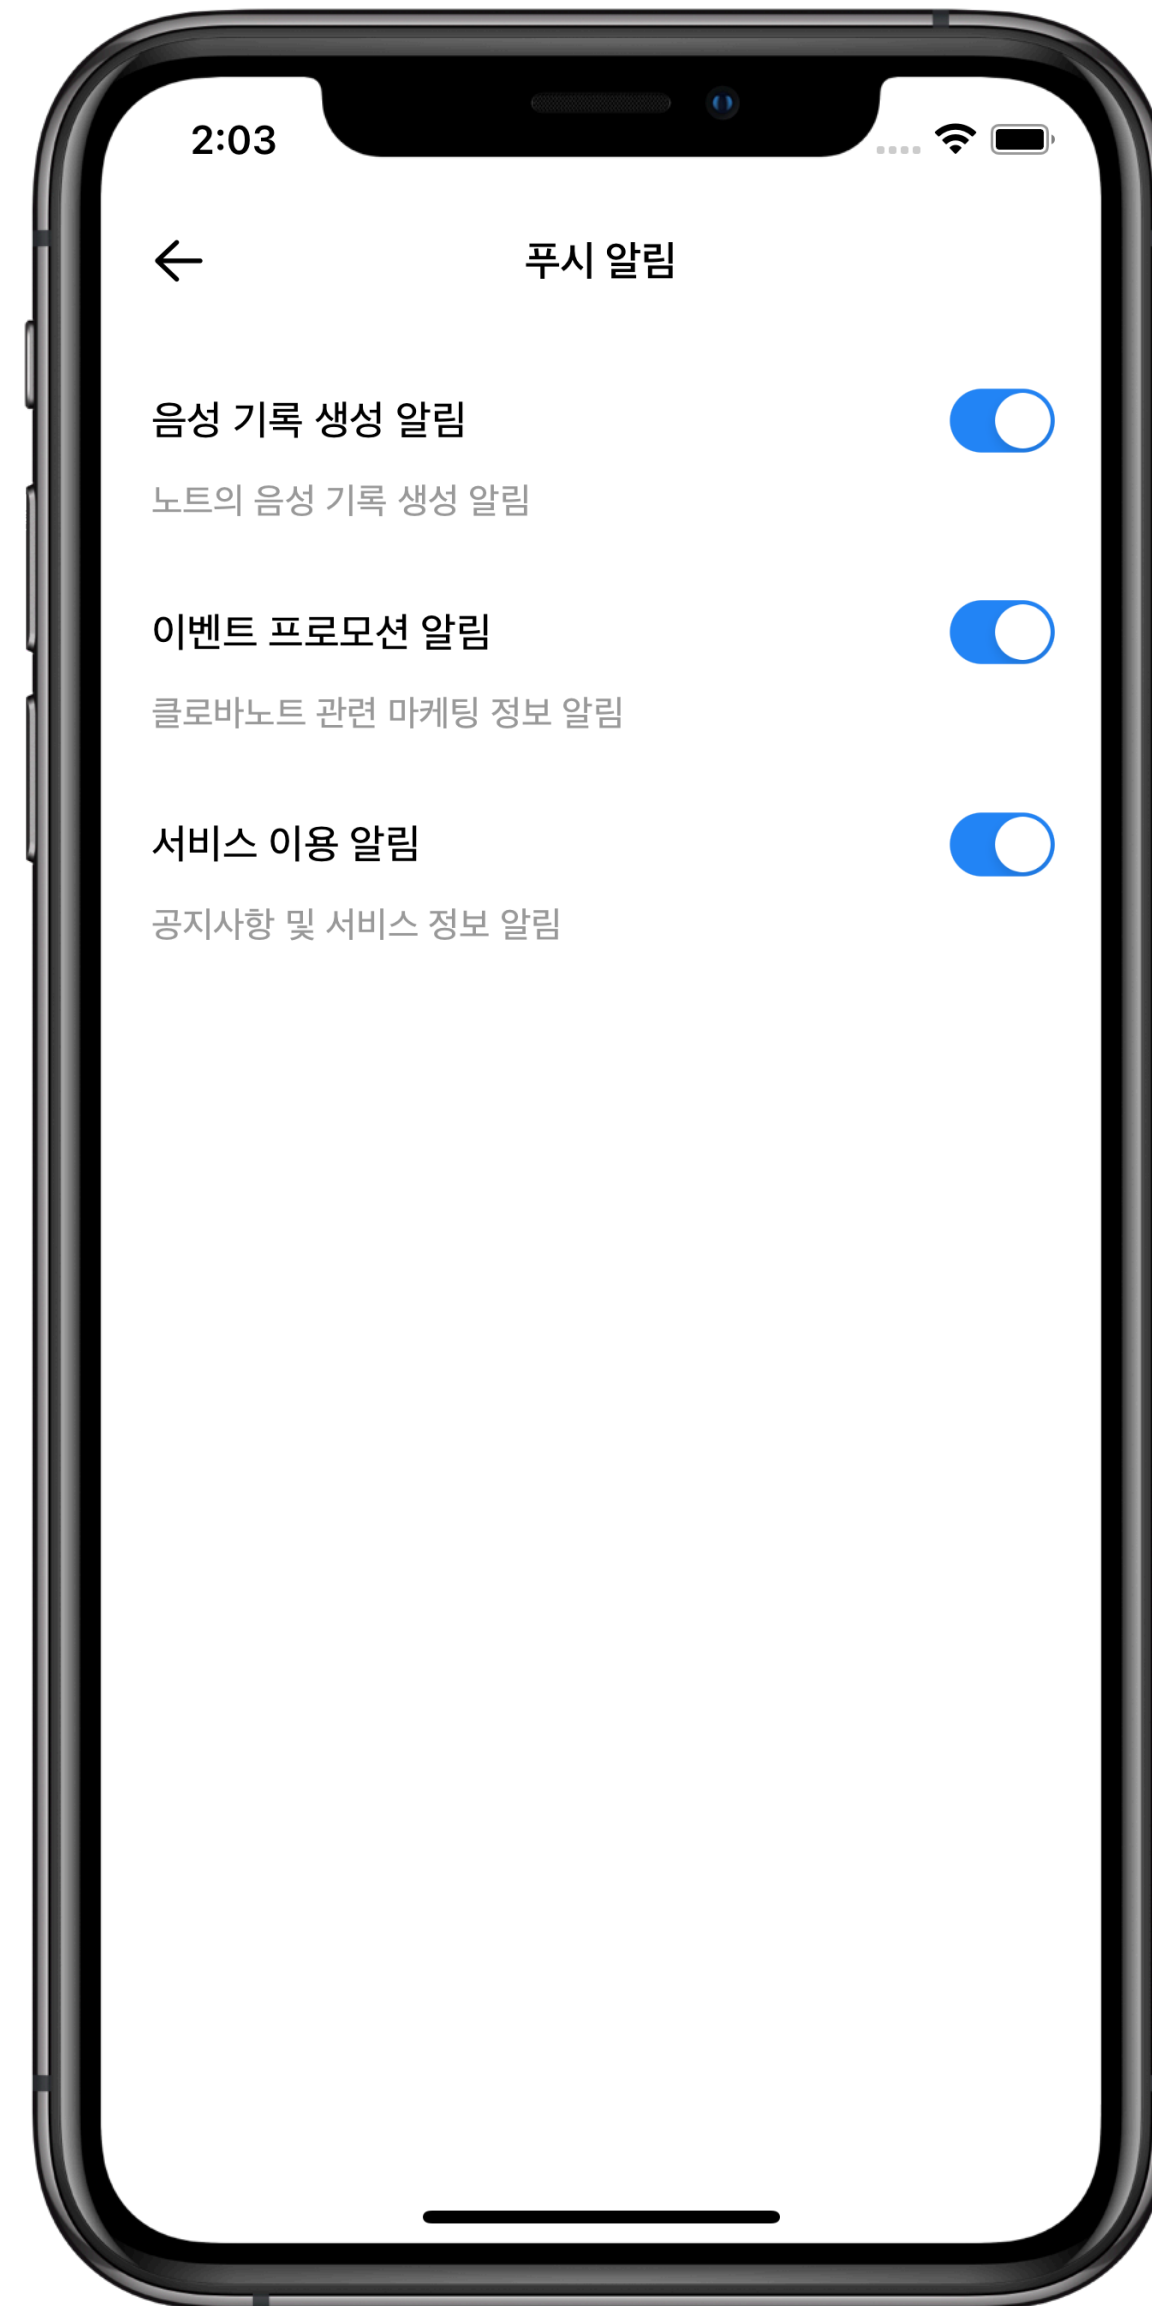 2:03
푸시 알림
음성 기록 생성 알림
노트의 음성 기록 생성 알림
이벤트 프로모션 알림
클로바노트 관련 마케팅 정보 알림
서비스 이용 알림
공지사항 및 서비스 정보 알림